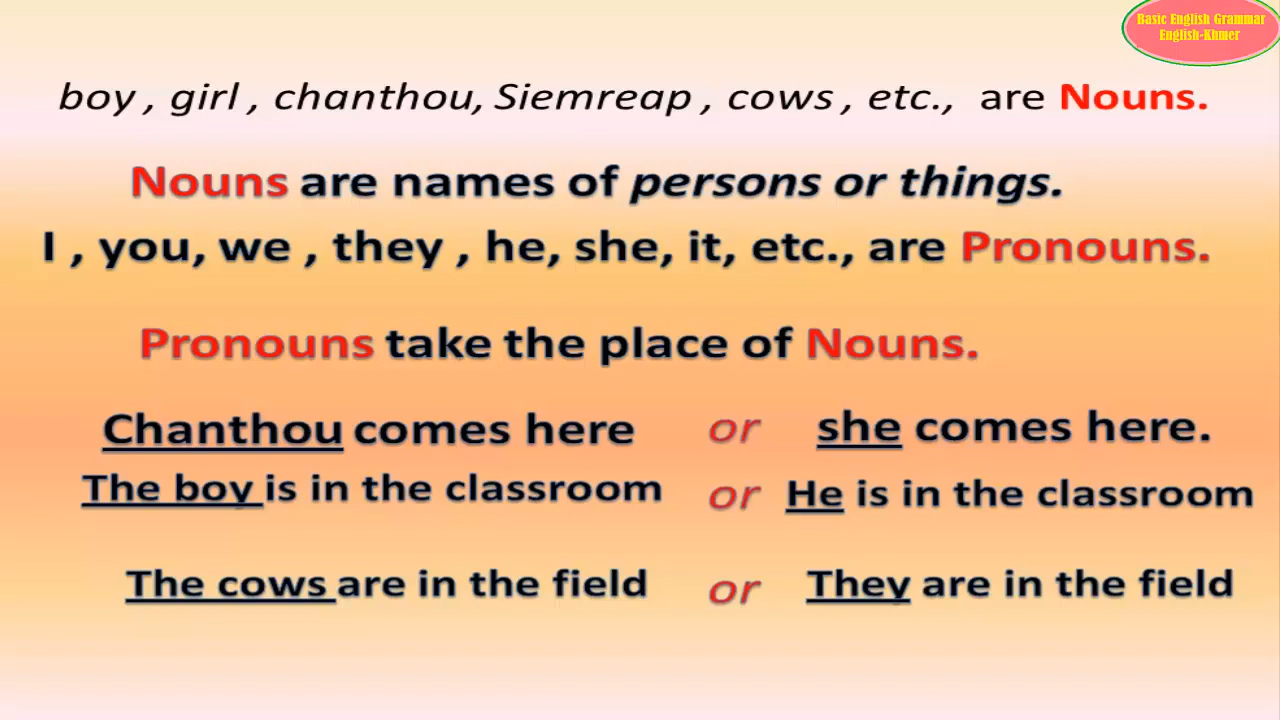 Basic English Grammar
English-Khmer
boy , girl , chanthou, Siemreap , cows , etc., are Nouns.
Nouns are names of persons or things.
I , you, we , they , he, she, it, etc., are Pronouns.
Pronouns take the place of Nouns.
Chanthou comes here or she comes here.
The boy is in the classroom or He is in the classroom
The cows are in the field or They are in the field